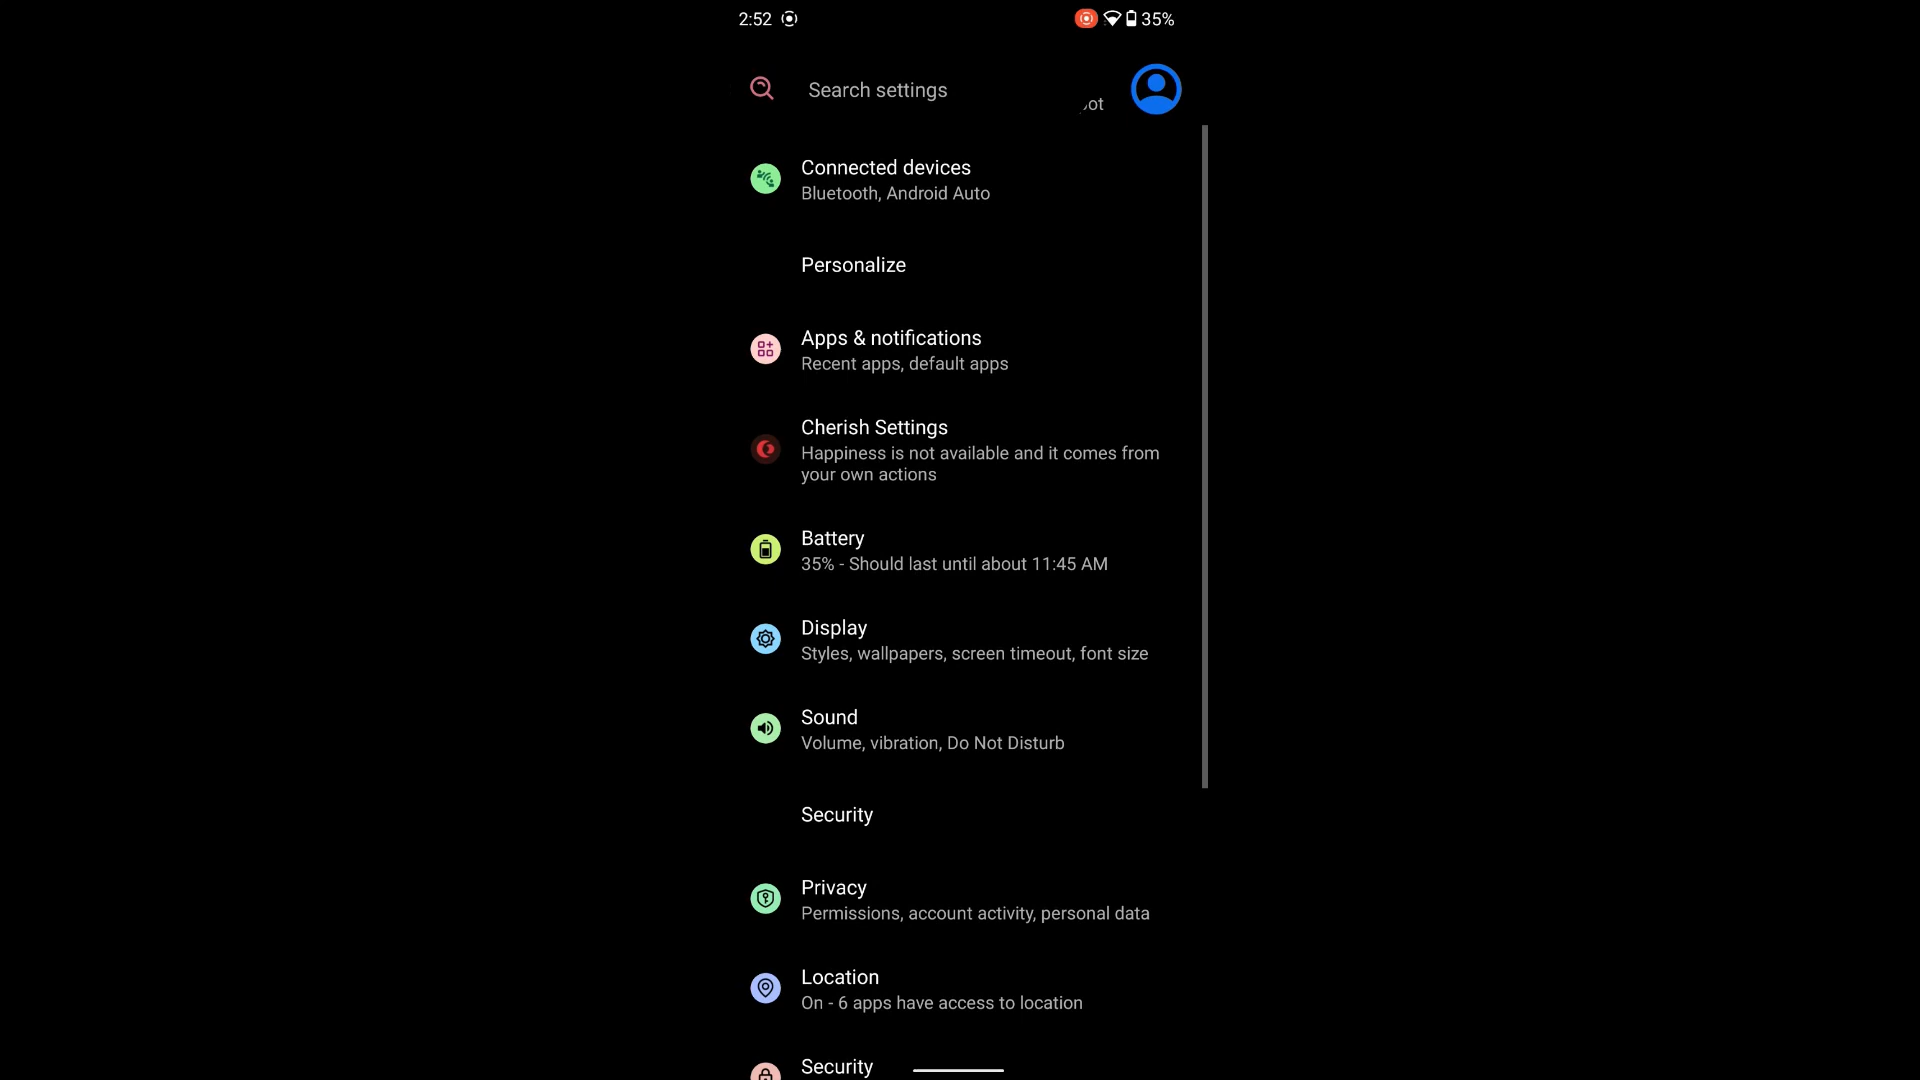 2:52
35%
Search settings
Connected devices
Bluetooth, Android Auto
Personalize
Apps & notifications
Recent apps, default apps
Cherish Settings
Happiness is not available and it comes from
your own actions
Battery
35% - Should last until about 11:45 AM
Display
Styles, wallpapers, screen timeout, font size
Sound
Volume, vibration, Do Not Disturb
Security
Privacy
Permissions, account activity, personal data
Location
On - 6 apps have access to location
Security